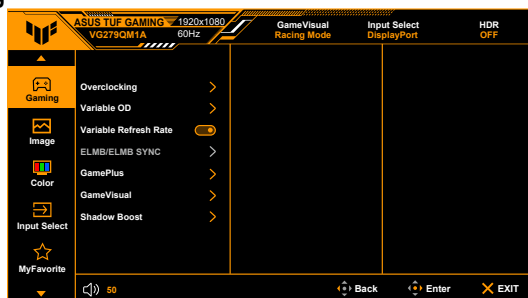 ASUS TUF GAMING 1920x1080 GameVisual Input Select HDR
VG279QM1A 60Hz Racing Mode DisplayPort OFF
Gaming
Image
Color
Input Select
MyFavorite
Overclocking
Variable OD
Variable Refresh Rate
ELMB/ELMB SYNC
GamePlus
GameVisual
Shadow Boost
50 Back Enter EXIT